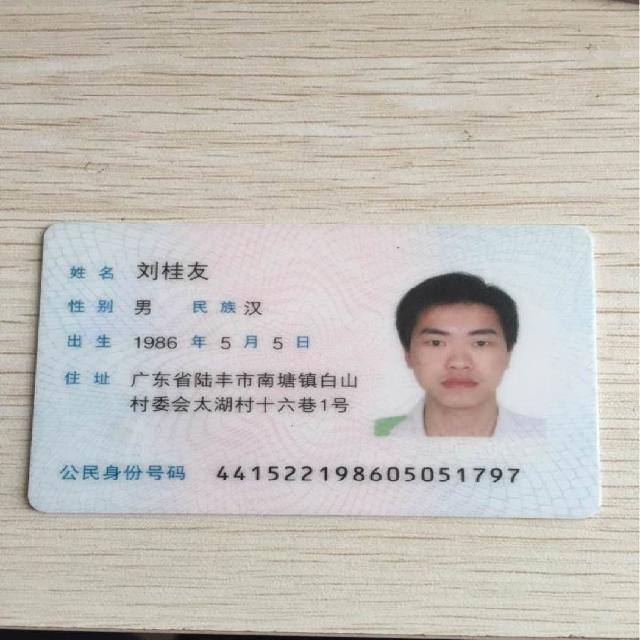 姓名 刘桂友
性别 男 民族 汉
出生 1986 年 5 月 5 日
住址 广东省陆丰市南塘镇白山
村委会太湖村十六巷1号
公民身份号码 441522198605051797